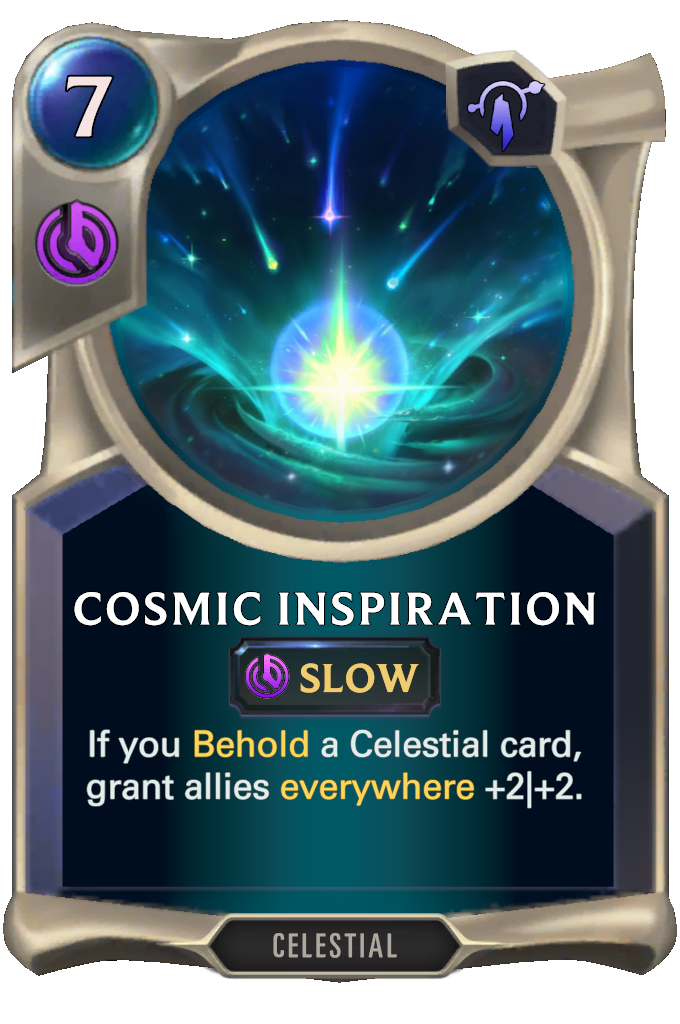 7
COSMIC INSPIRATION
SLOW
If you Behold a Celestial card,
grant allies everywhere +2|+2.
CELESTIAL